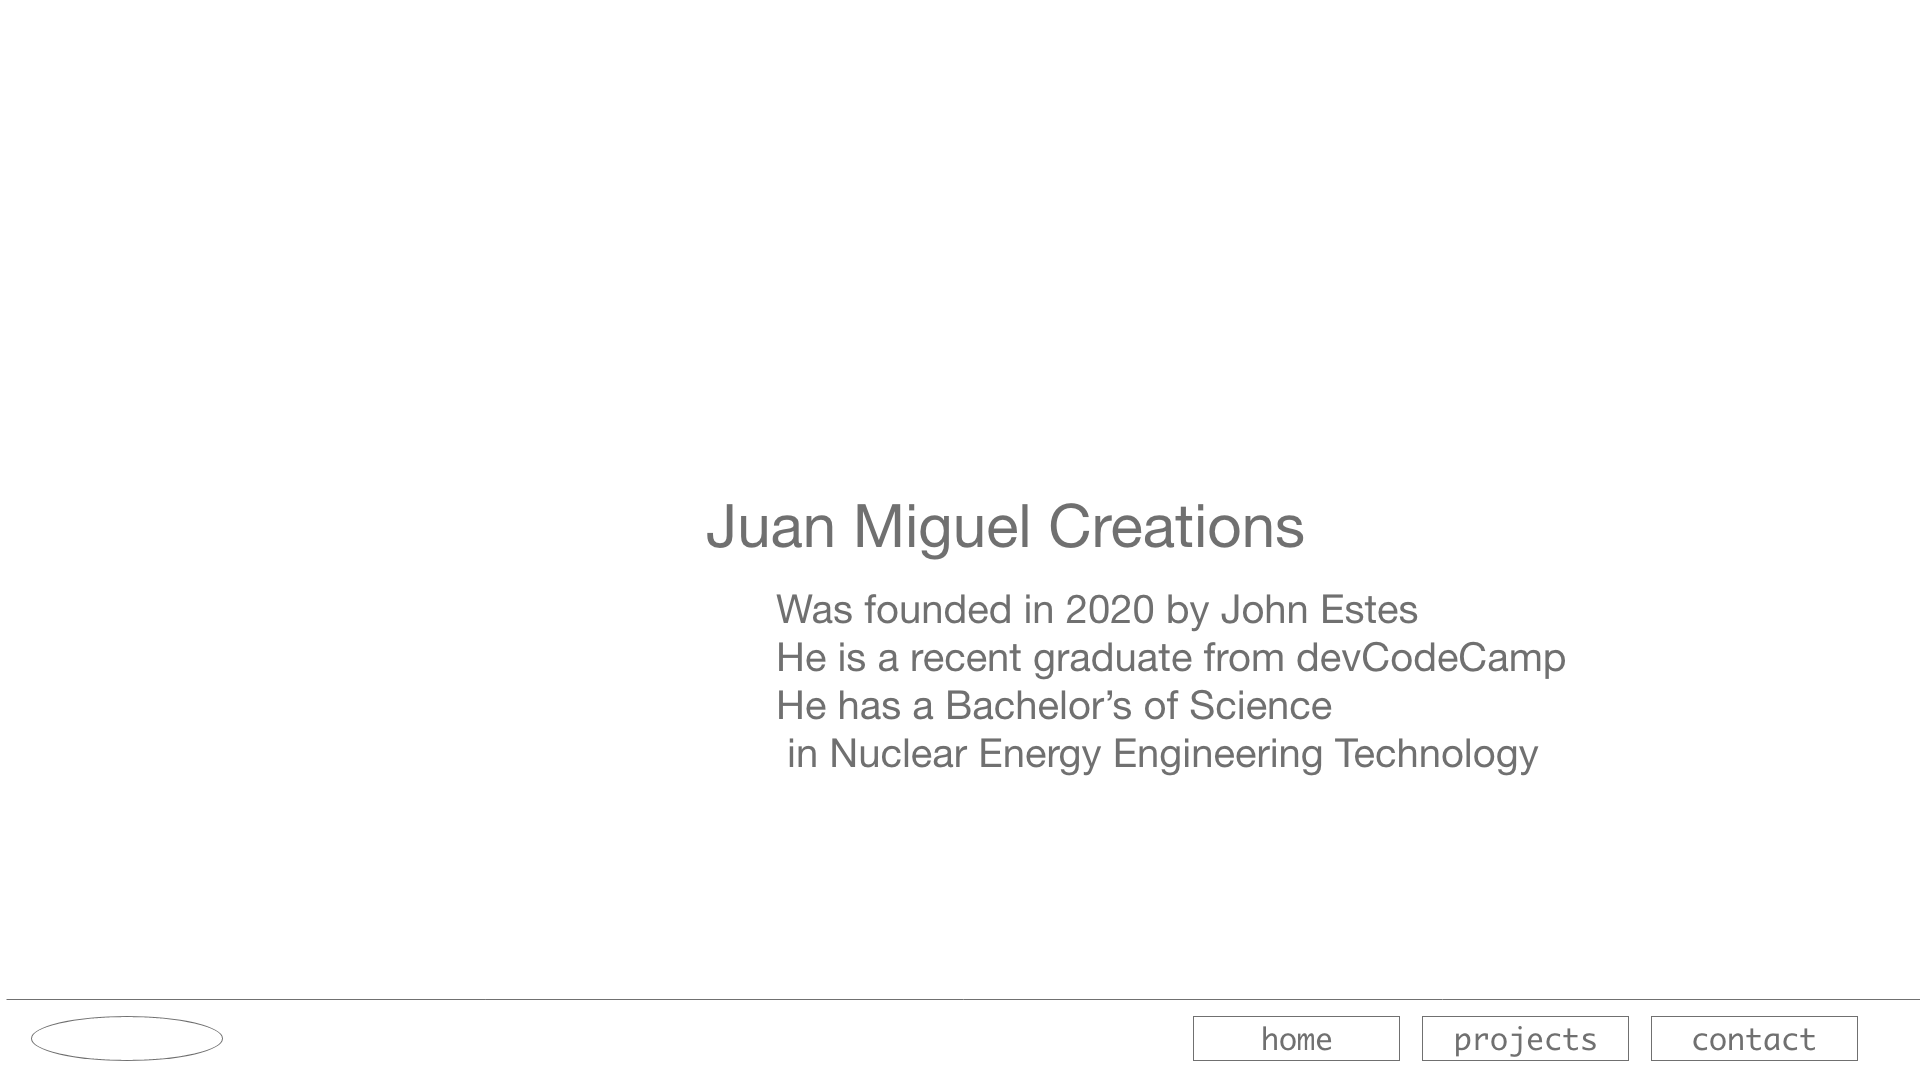 Juan Miguel Creations
Was founded in 2020 by John Estes
He is a recent graduate from devCodeCamp
He has a Bachelor’s of Science
in Nuclear Energy Engineering Technology
home
projects
contact